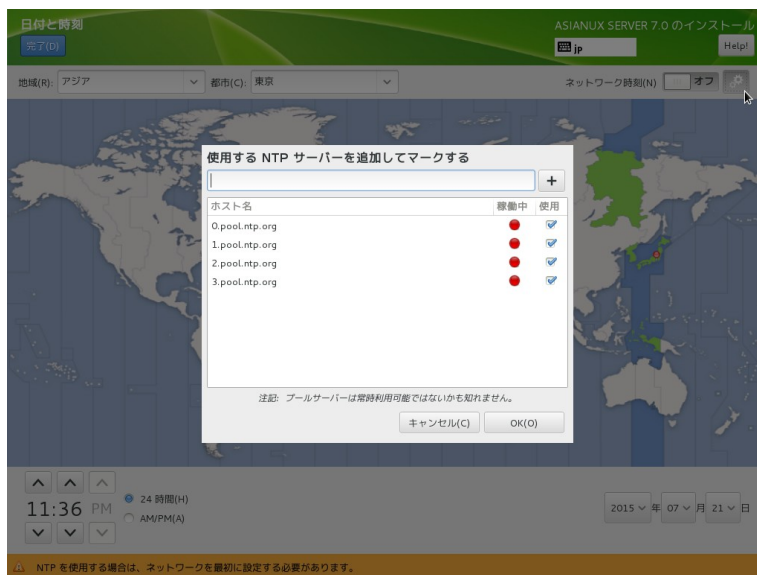 日付と時刻
ASIANUX SERVER 7.0 のインストール
完了(D)
jp
Help!
地域(R): アジア
都市(C): 東京
ネットワーク時刻(N)
オフ
使用する NTP サーバーを追加してマークする
+
ホスト名 稼働中 使用
0.pool.ntp.org
1.pool.ntp.org
2.pool.ntp.org
3.pool.ntp.org
注記: プールサーバーは常時利用可能ではないかも知れません。
キャンセル(C)
OK(O)
11:36 PM
24 時間(H)
AM/PM(A)
2015 年 07 月 21 日
NTP を使用する場合は、ネットワークを最初に設定する必要があります。